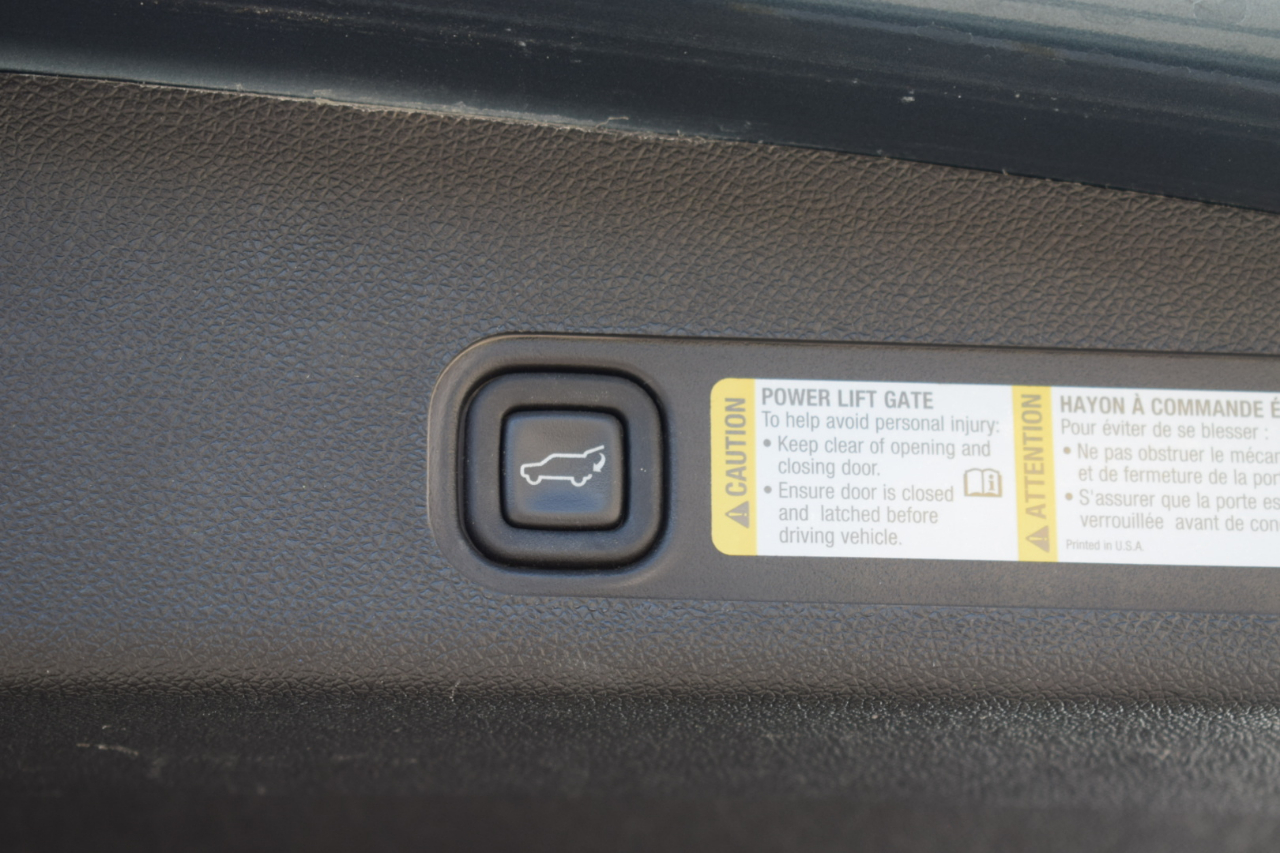 CAUTION
POWER LIFT GATE
To help avoid personal injury:
• Keep clear of opening and
closing door.
• Ensure door is closed
and latched before
driving vehicle.
ATTENTION
HAYON À COMMANDE
Pour éviter de se blesser :
• Ne pas obstruer le
et de fermeture de la
• S'assurer que la porte
verrouillée avant de
Printed in U.S.A.